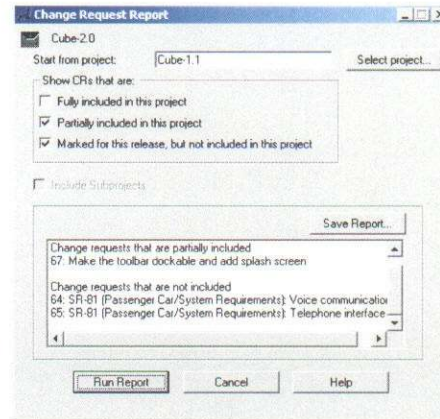 Change Request Report
Cube-2.0
Start from project: Cube-1.1 Select project...
Show CRs that are:
Fully included in this project
Partially included in this project
Marked for this release, but not included in this project
Include Subprojects
Save Report...
Change requests that are partially included
67: Make the toolbar dockable and add splash screen
Change requests that are not included
64: SR-81 (Passenger Car/System Requirements): Voice communication
65: SR-81 (Passenger Car/System Requirements): Telephone interface
Run Report Cancel Help